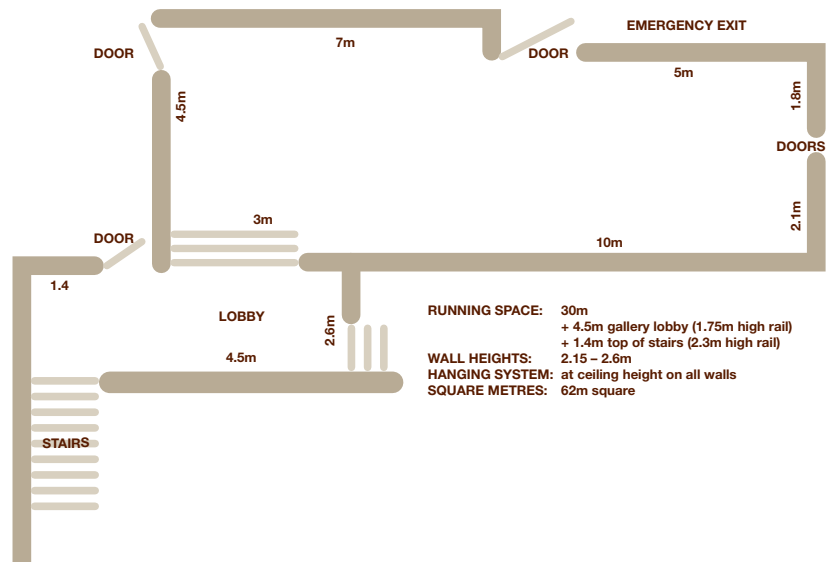 EMERGENCY EXIT
DOOR
7m
DOOR
5m
1.8m
4.5m
DOORS
2.1m
3m
DOOR
10m
1.4
LOBBY
2.6m
4.5m
RUNNING SPACE: 30m
+ 4.5m gallery lobby (1.75m high rail)
+ 1.4m top of stairs (2.3m high rail)
WALL HEIGHTS: 2.15 – 2.6m
HANGING SYSTEM: at ceiling height on all walls
SQUARE METRES: 62m square
STAIRS